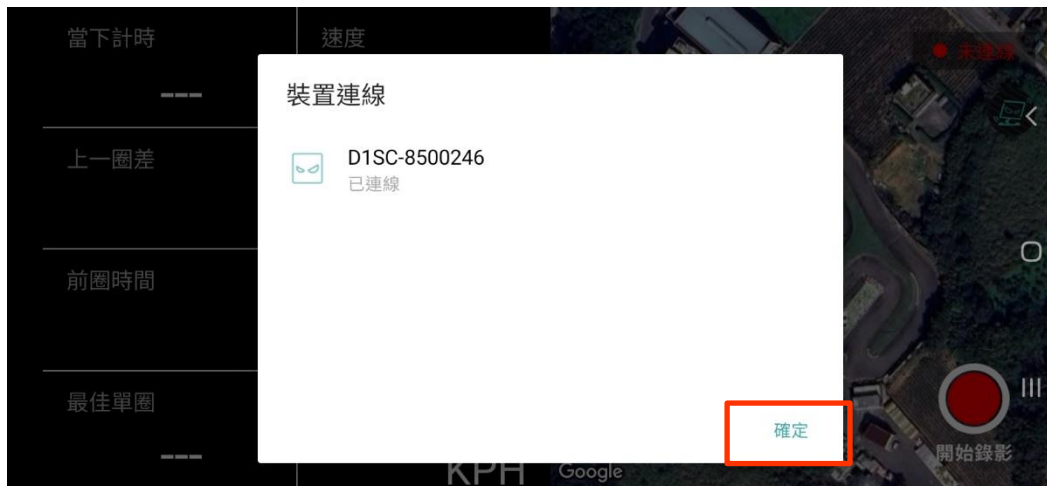 當下計時
速度
---
上一圈差
前圈時間
最佳單圈
---
KPH
裝置連線
D1SC-8500246
已連線
確定
Google
未連線
開始錄影